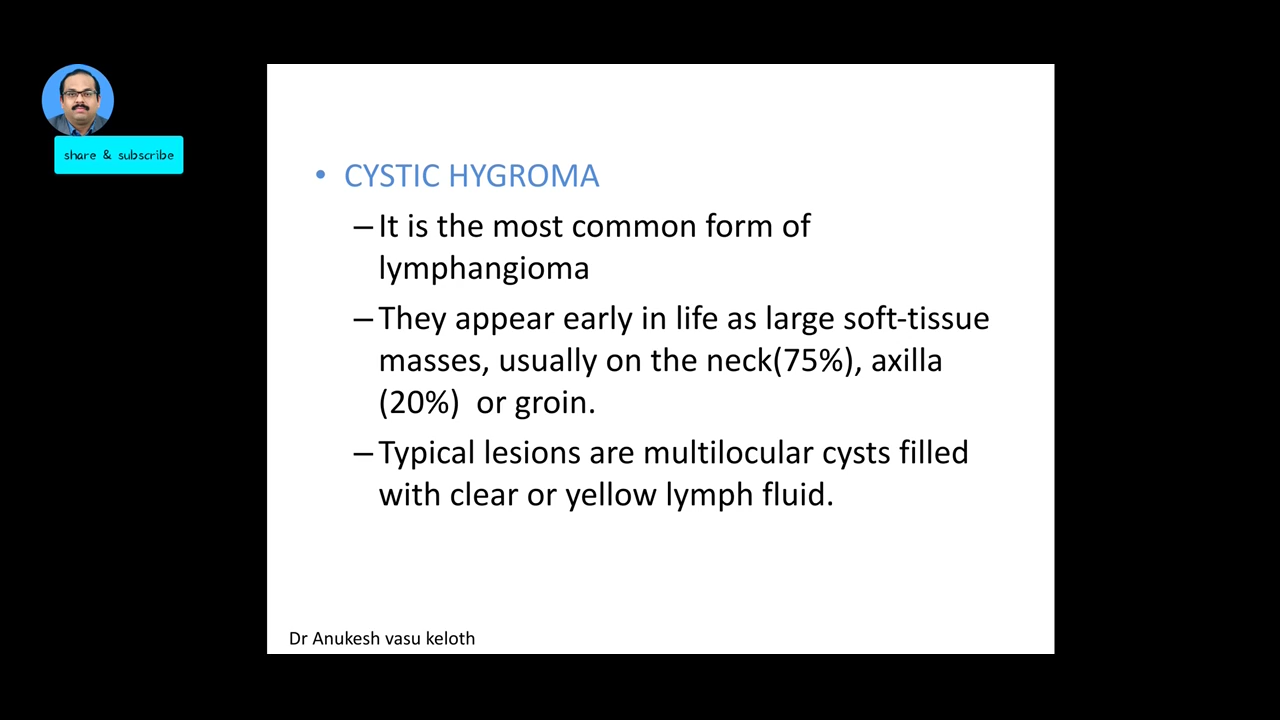 share & subscribe
• CYSTIC HYGROMA
– It is the most common form of
lymphangioma
– They appear early in life as large soft-tissue
masses, usually on the neck(75%), axilla
(20%)  or groin.
– Typical lesions are multilocular cysts filled
with clear or yellow lymph fluid.
Dr Anukesh vasu keloth